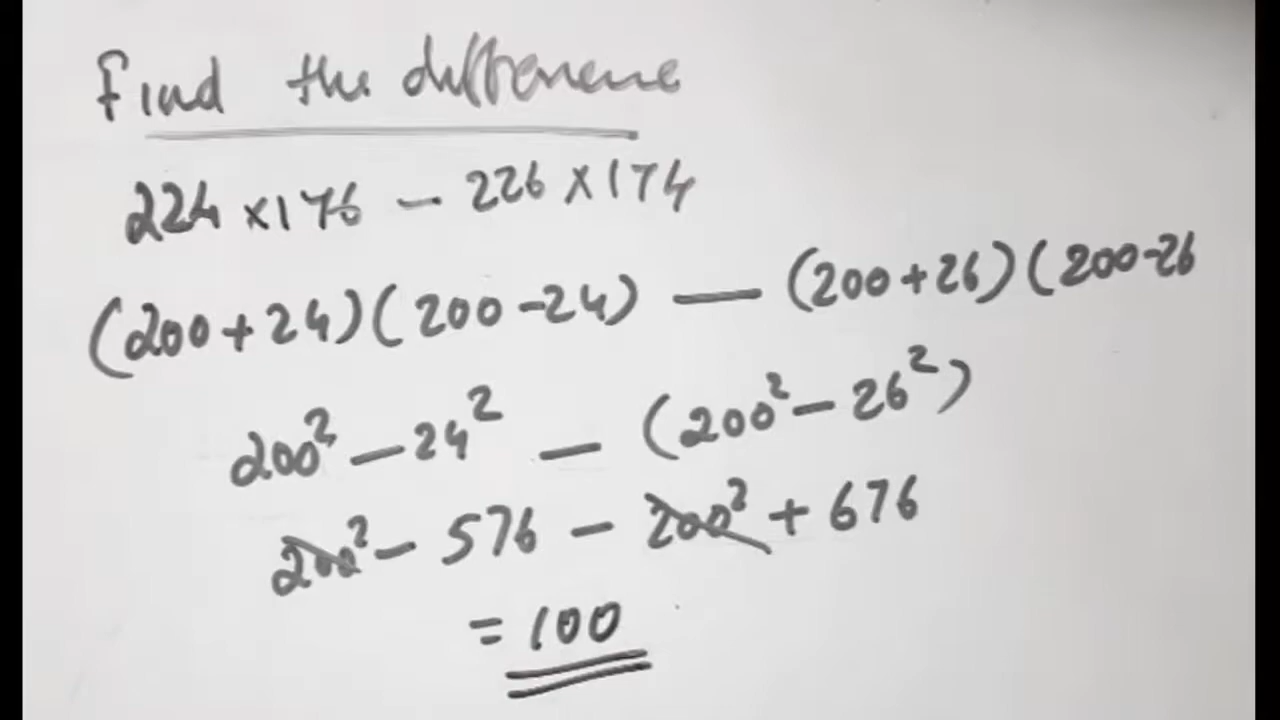 Find the difference
224 × 176 - 226 × 174
(200 + 24) (200 - 24) - (200 + 26) (200 - 26
200² - 24² - (200² - 26²)
200² - 576 - 200² + 676
= 100